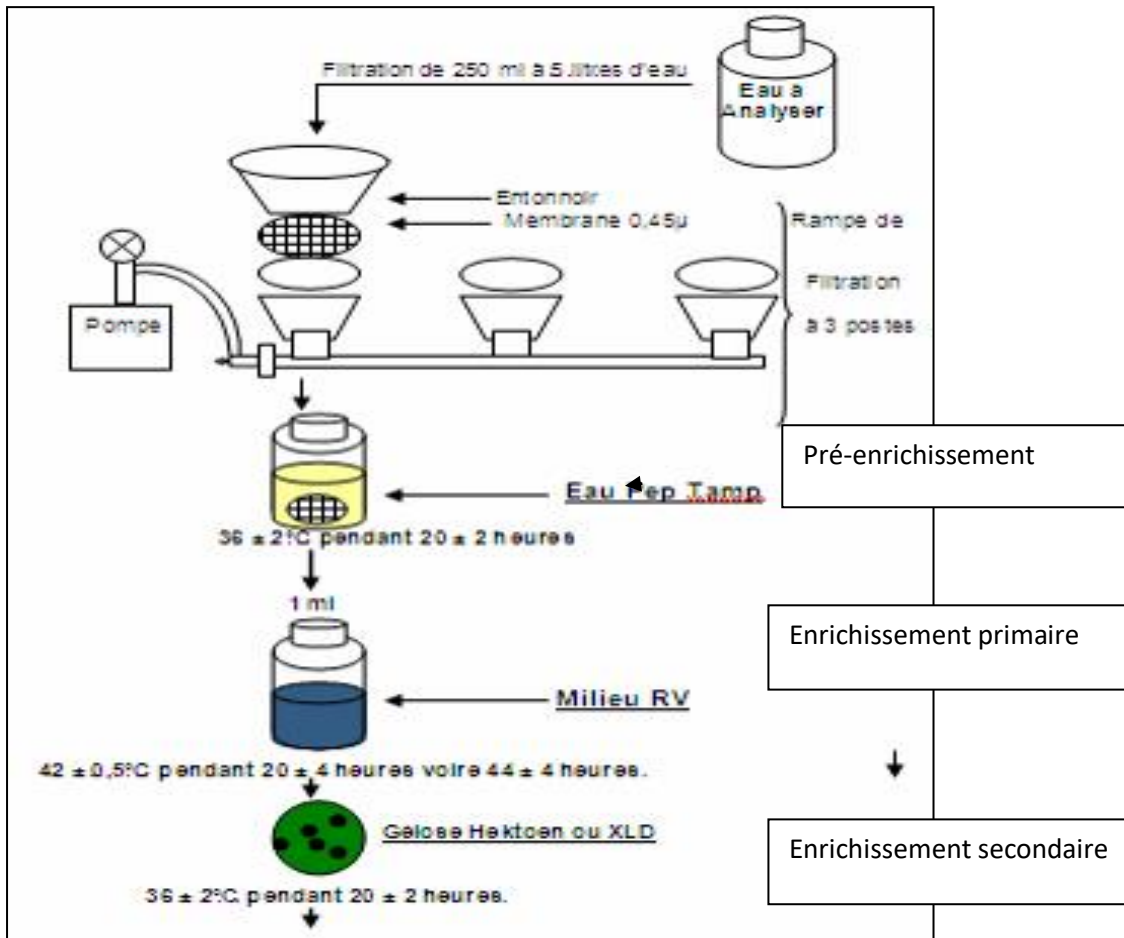 Filtration de 250 ml à 5 litres d'eau
Eau à
Analyser
Entonnoir
Membrane 0,45µ
Rampe de
Filtration
à 3 postes
Pompe
Pré-enrichissement
Eau Pep Tamp
36 ± 2°C pendant 20 ± 2 heures
1 ml
Enrichissement primaire
Milieu RV
42 ± 0,5°C pendant 20 ± 4 heures voire 44 ± 4 heures.
Gélose Hektoen ou XLD
Enrichissement secondaire
36 ± 2°C pendant 20 ± 2 heures.